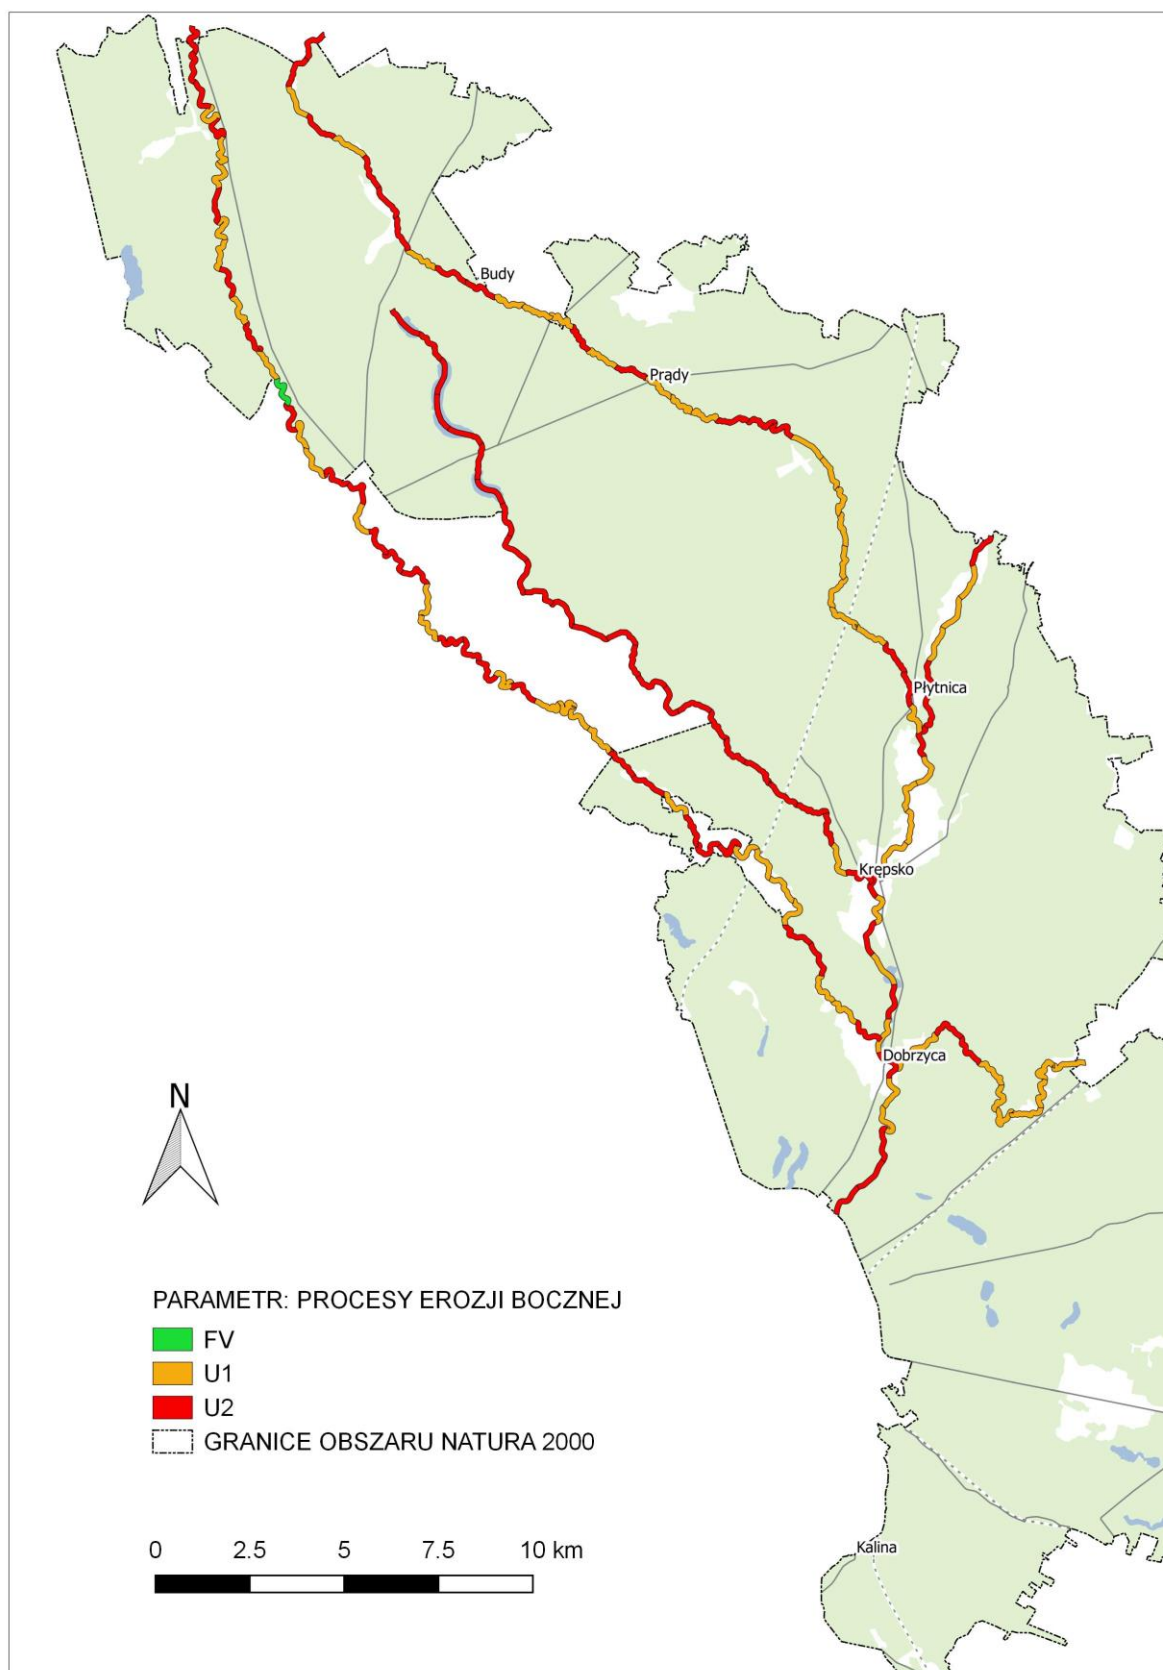 Budy
Prądy
Płytnica
Krępsko
Dobrzyca
N
PARAMETR: PROCESY EROZJI BOCZNEJ
FV
U1
U2
GRANICE OBSZARU NATURA 2000
0 2.5 5 7.5 10 km
Kalina